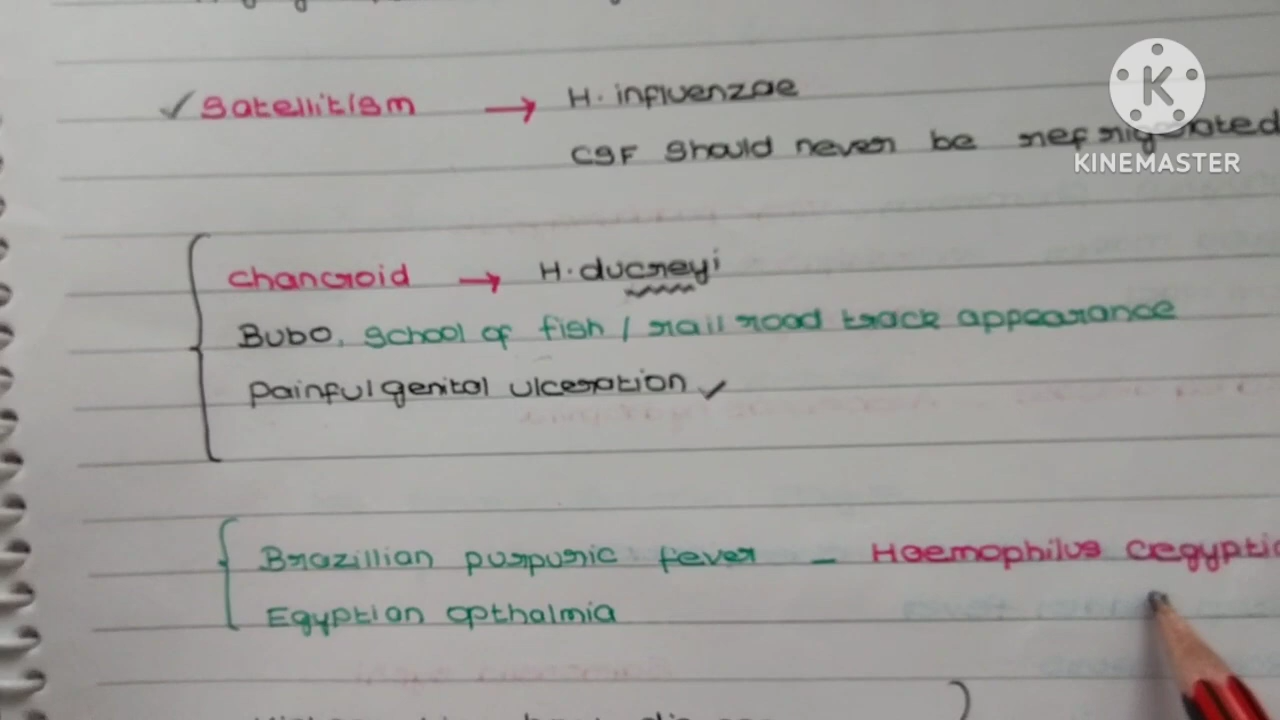 ✓ Satellitism → H. influenzae
CSF should never be refrigerated
KINEMASTER
Chancroid → H. ducreyi
Bubo, School of fish / rail road track appearance
Painful genital ulceration ✓
Brazillian purpuric fever - Haemophilus aegyptic
Egyptian opthalmia